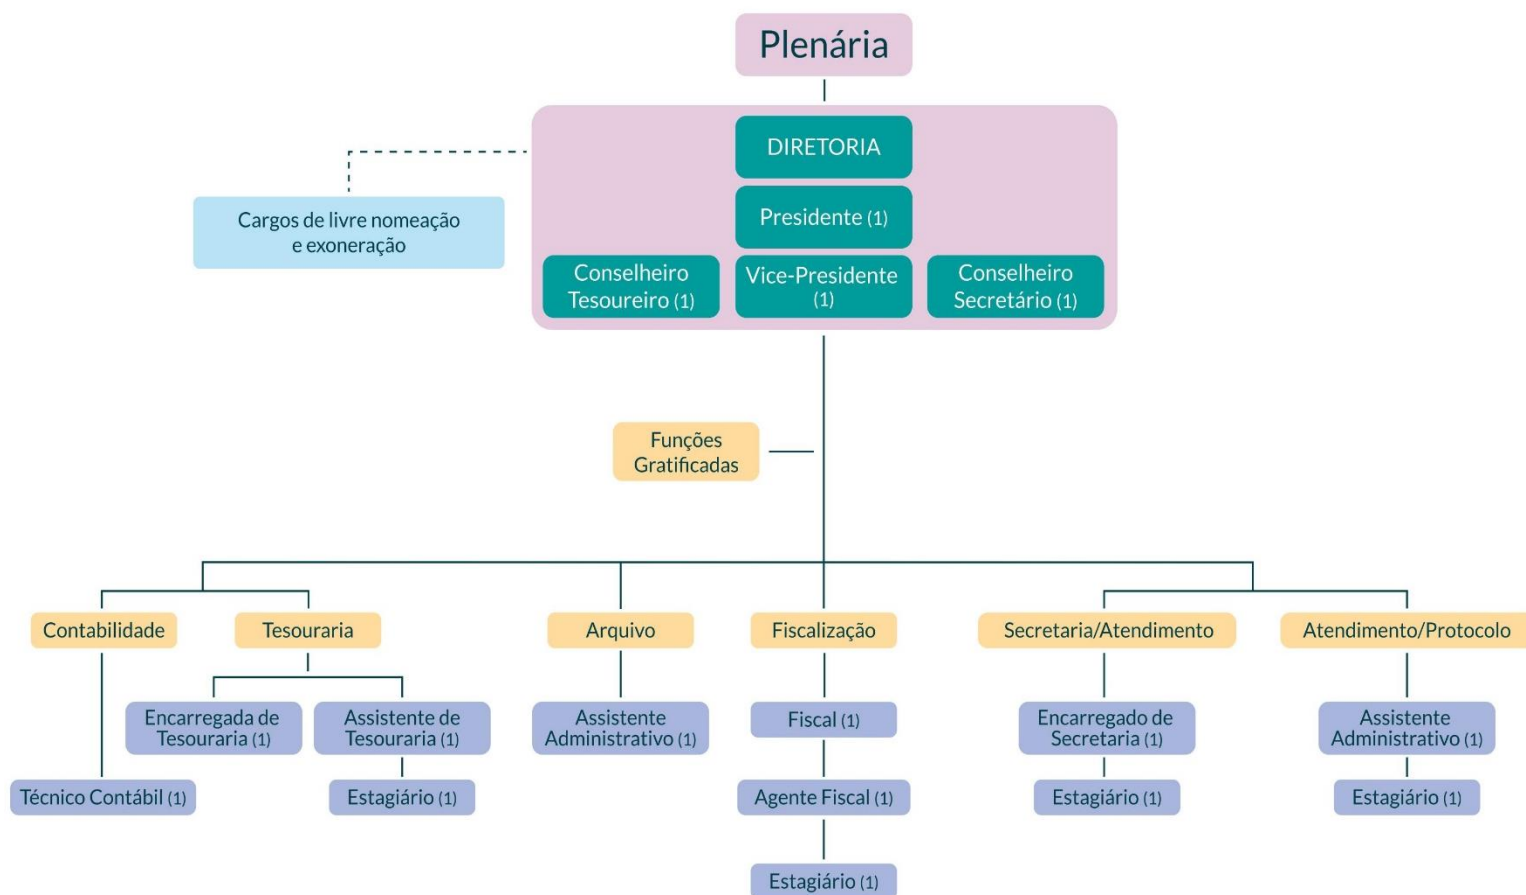 Plenária
DIRETORIA
Presidente (1)
Cargos de livre nomeação
e exoneração
Conselheiro
Tesoureiro (1)
Vice-Presidente
(1)
Conselheiro
Secretário (1)
Funções
Gratificadas
Contabilidade
Tesouraria
Arquivo
Fiscalização
Secretaria/Atendimento
Atendimento/Protocolo
Encarregada de
Tesouraria (1)
Assistente de
Tesouraria (1)
Assistente
Administrativo (1)
Fiscal (1)
Encarregado de
Secretaria (1)
Assistente
Administrativo (1)
Técnico Contábil (1)
Estagiário (1)
Agente Fiscal (1)
Estagiário (1)
Estagiário (1)
Estagiário (1)